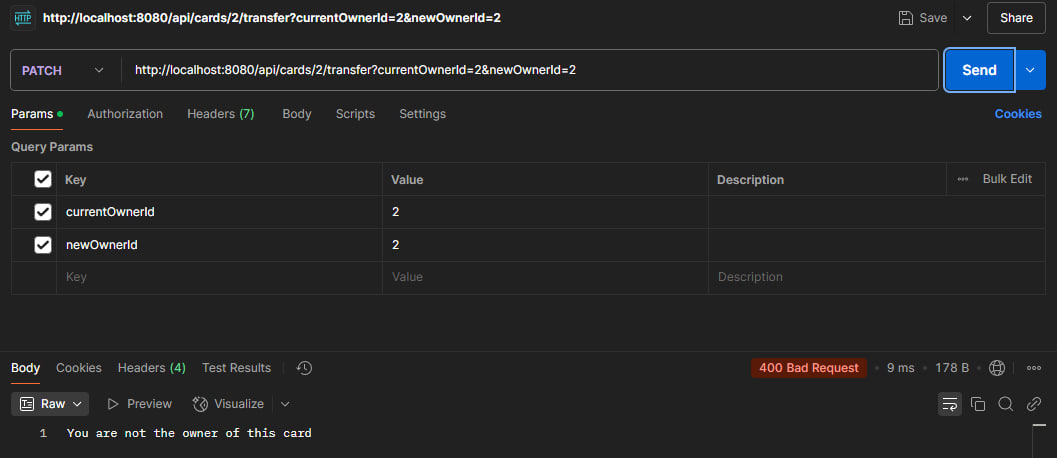 HTTP http://localhost:8080/api/cards/2/transfer?currentOwnerId=2&newOwnerId=2 Save Share
PATCH http://localhost:8080/api/cards/2/transfer?currentOwnerId=2&newOwnerId=2 Send
Params Authorization Headers (7) Body Scripts Settings Cookies
Query Params
Key Value Description Bulk Edit
currentOwnerId 2
newOwnerId 2
Key Value Description
Body Cookies Headers (4) Test Results 400 Bad Request 9 ms 178 B
Raw Preview Visualize
1 You are not the owner of this card